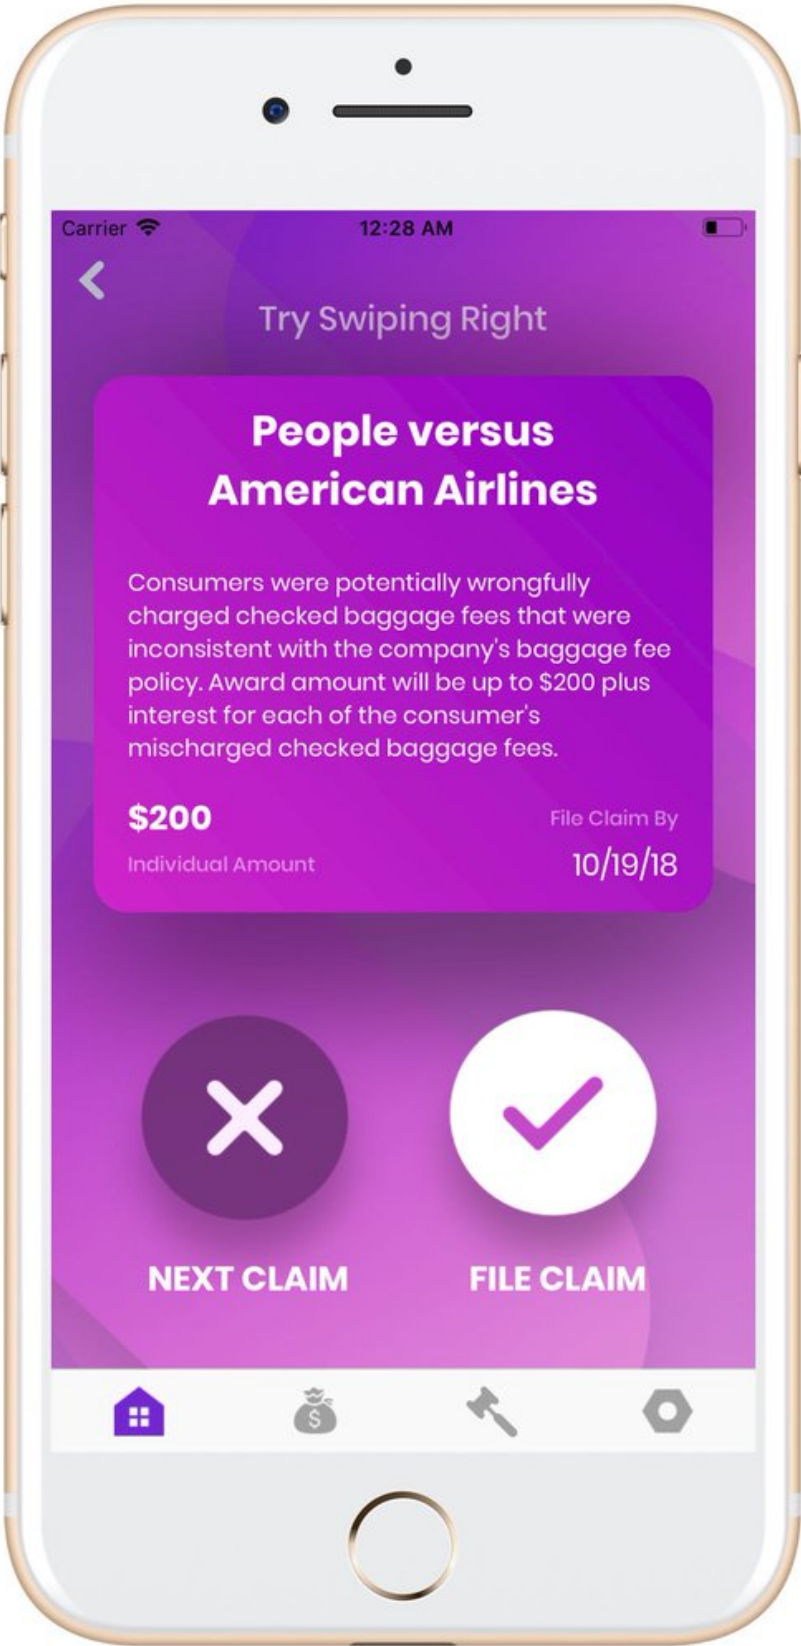 Carrier
12:28 AM
Try Swiping Right
People versus
American Airlines
Consumers were potentially wrongfully
charged checked baggage fees that were
inconsistent with the company's baggage fee
policy. Award amount will be up to $200 plus
interest for each of the consumer's
mischarged checked baggage fees.
$200
File Claim By
Individual Amount
10/19/18
NEXT CLAIM
FILE CLAIM
$